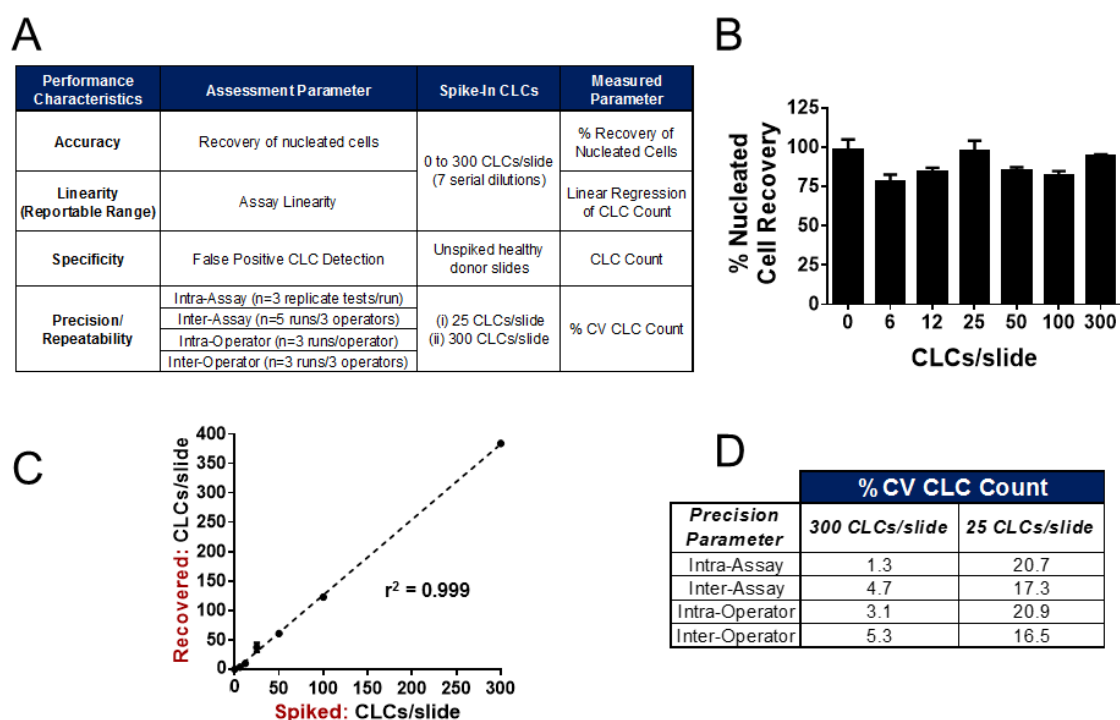 A
Performance Characteristics
Assessment Parameter
Spike-In CLCs
Measured Parameter
Accuracy
Recovery of nucleated cells
0 to 300 CLCs/slide
(7 serial dilutions)
% Recovery of
Nucleated Cells
Linearity
(Reportable Range)
Assay Linearity
Linear Regression
of CLC Count
Specificity
False Positive CLC Detection
Unspiked healthy
donor slides
CLC Count
Precision/
Repeatability
Intra-Assay (n=3 replicate tests/run)
Inter-Assay (n=5 runs/3 operators)
Intra-Operator (n=3 runs/operator)
Inter-Operator (n=3 runs/3 operators)
(i) 25 CLCs/slide
(ii) 300 CLCs/slide
% CV CLC Count
B
% Nucleated
Cell Recovery
125
100
75
50
25
0
0 6 12 25 50 100 300
CLCs/slide
C
Recovered: CLCs/slide
400
350
300
250
200
150
100
50
0
r² = 0.999
0 50 100 150 200 250 300
Spiked: CLCs/slide
D
% CV CLC Count
Precision
Parameter
300 CLCs/slide
25 CLCs/slide
Intra-Assay 1.3 20.7
Inter-Assay 4.7 17.3
Intra-Operator 3.1 20.9
Inter-Operator 5.3 16.5